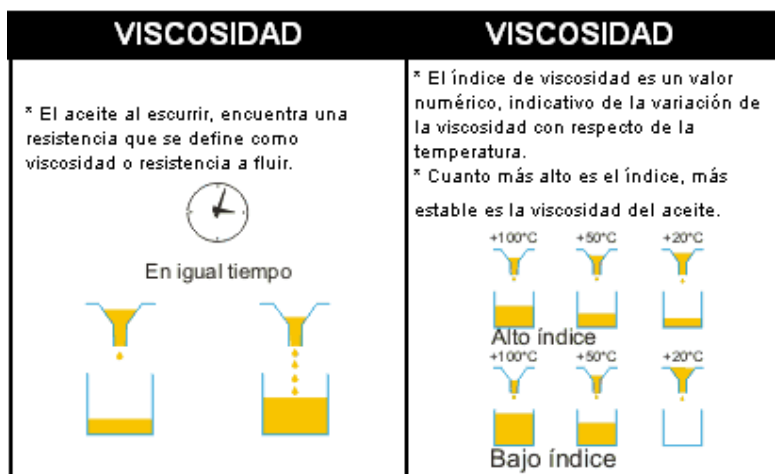 VISCOSIDAD
* El aceite al escurrir, encuentra una
resistencia que se define como
viscosidad o resistencia a fluir.
En igual tiempo
VISCOSIDAD
* El índice de viscosidad es un valor
numérico, indicativo de la variación de
la viscosidad con respecto de la
temperatura.
* Cuanto más alto es el índice, más
estable es la viscosidad del aceite.
+100°C +50°C +20°C
Alto índice
+100°C +50°C +20°C
Bajo índice